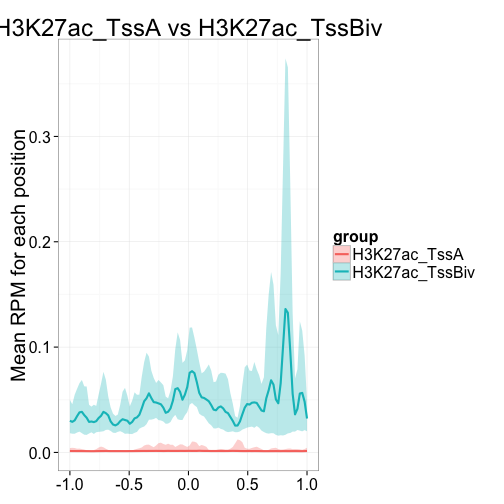 H3K27ac_TssA vs H3K27ac_TssBiv
Mean RPM for each position
0.3
0.2
0.1
0.0
-1.0 -0.5 0.0 0.5 1.0
group
H3K27ac_TssA
H3K27ac_TssBiv